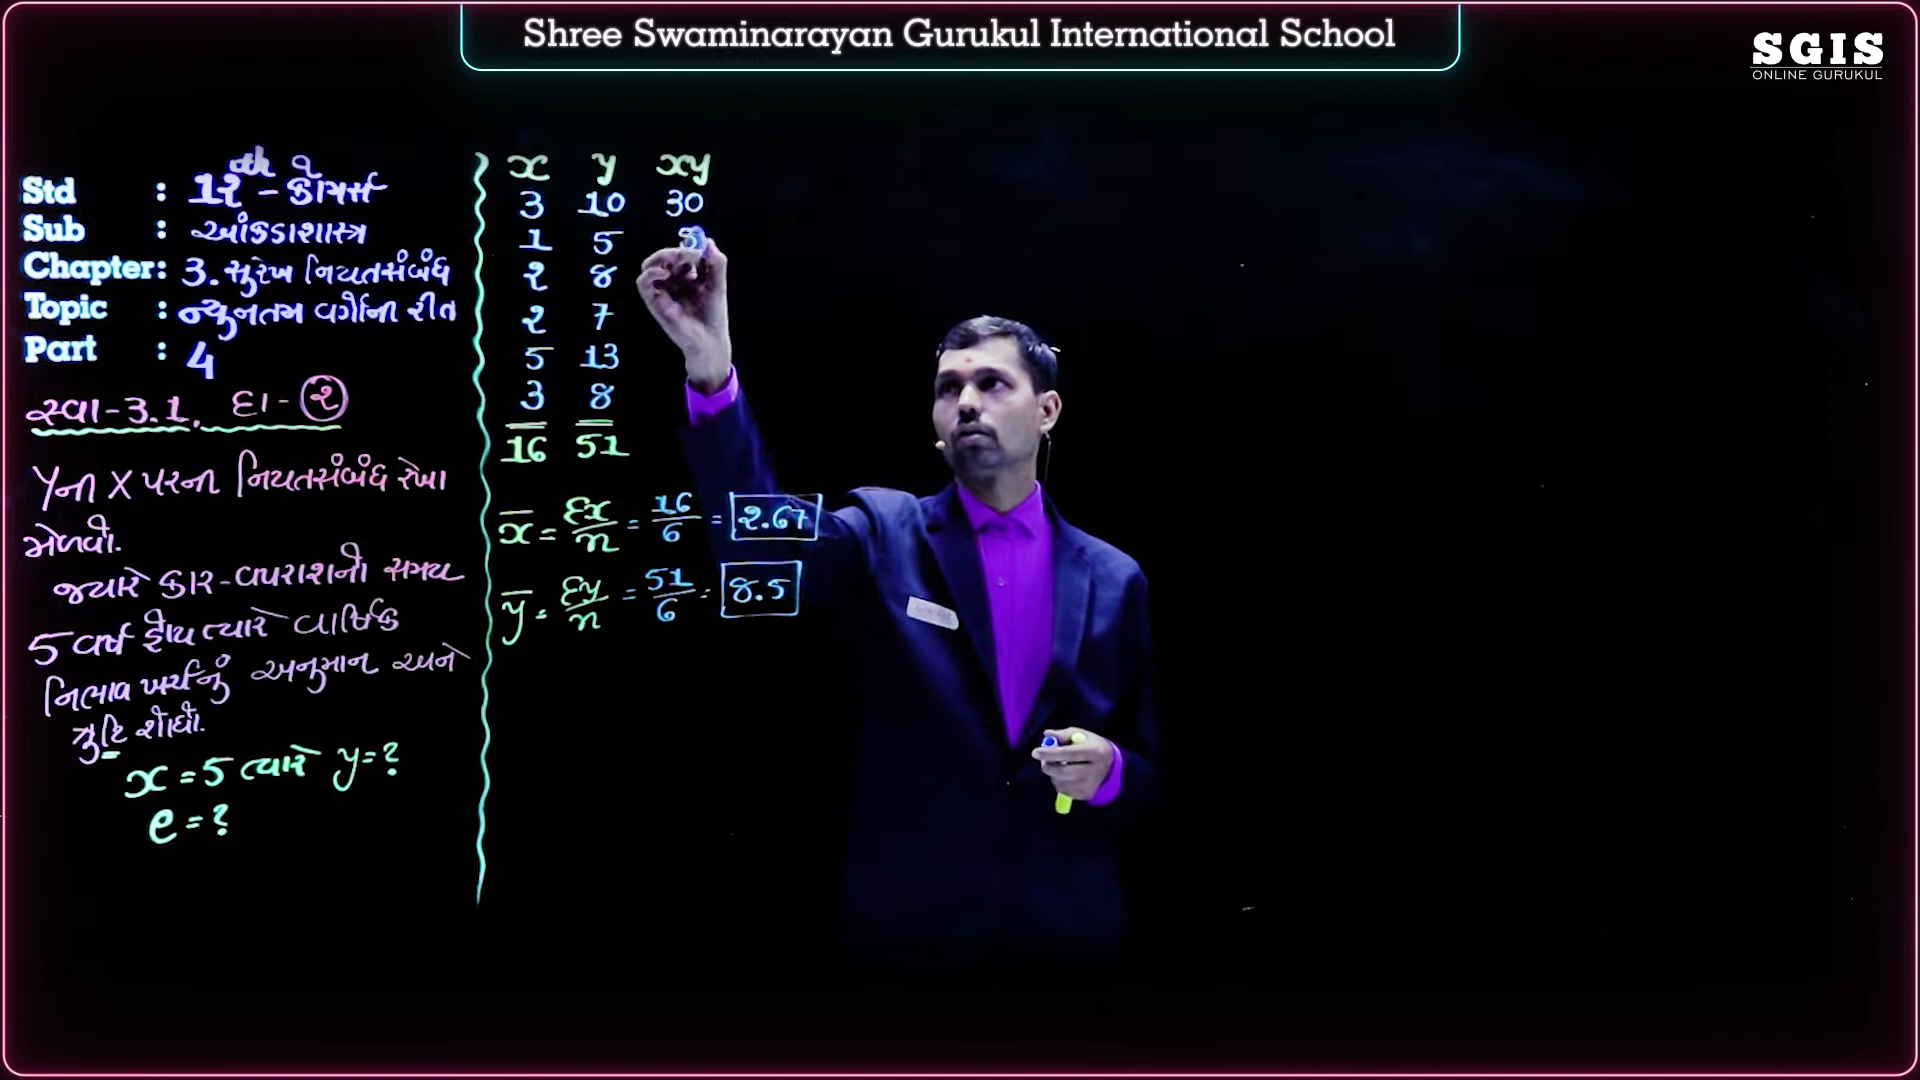 Shree Swaminarayan Gurukul International School
SGIS
ONLINE GURUKUL
Std : 12th - કોમર્સ
Sub : આંકડાશાસ્ત્ર
Chapter: 3. સુરેખ નિયતસંબંધ
Topic : ન્યુનતમ વર્ગોની રીત
Part : 4
સ્વા-3.1. દા-(૨)
Yની X પરની નિયતસંબંધ રેખા
મેળવો.
જ્યારે કાર-વપરાશનો સમય
5 વર્ષ હોય ત્યારે વાર્ષિક
નિભાવ ખર્ચનું અનુમાન અને
ત્રુટિ શોધો.
x = 5 ત્યારે y = ?
e = ?
x y xy
3 10 30
1 5 5
2 8
2 7
5 13
3 8
16 51
x̄ = Σx/n = 16/6 = 2.67
ȳ = Σy/n = 51/6 = 8.5